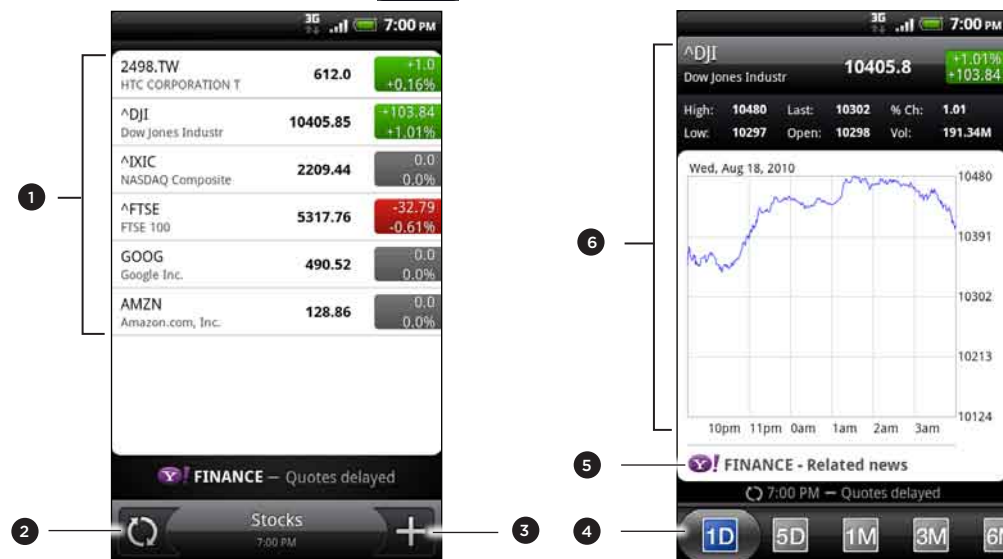 3G 7:00 PM
2498.TW
HTC CORPORATION T
612.0
+1.0
+0.16%
^DJI
Dow Jones Industr
10405.85
+103.84
+1.01%
^IXIC
NASDAQ Composite
2209.44
0.0
0.0%
^FTSE
FTSE 100
5317.76
-32.79
-0.61%
GOOG
Google Inc.
490.52
0.0
0.0%
AMZN
Amazon.com, Inc.
128.86
0.0
0.0%
Y! FINANCE — Quotes delayed
Stocks
7:00 PM
1
2
3
3G 7:00 PM
^DJI
Dow Jones Industr
10405.8
+1.01%
+103.84
High: 10480 Last: 10302 % Ch: 1.01
Low: 10297 Open: 10298 Vol: 191.34M
Wed, Aug 18, 2010
10480
10391
10302
10213
10124
10pm 11pm 0am 1am 2am 3am
Y! FINANCE - Related news
7:00 PM — Quotes delayed
1D 5D 1M 3M 6
6
5
4